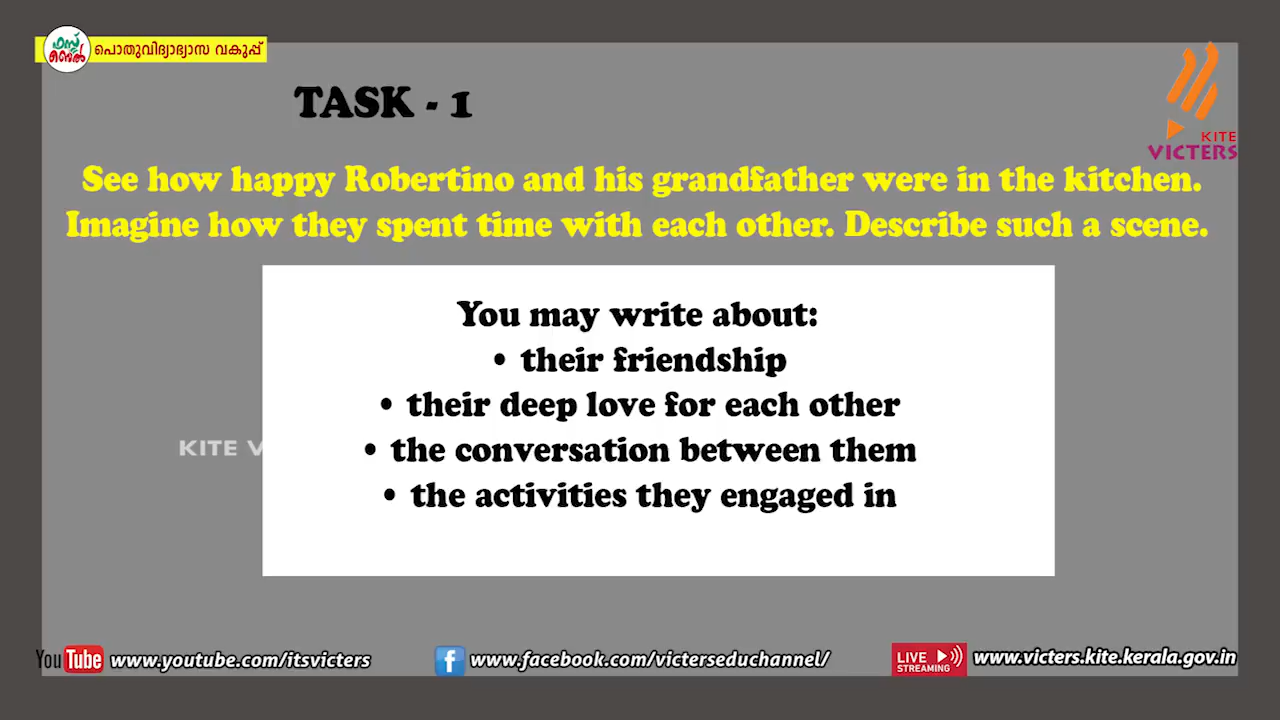 ഫസ്റ്റ്
ബെൽ
പൊതുവിദ്യാഭ്യാസ വകുപ്പ്
TASK - 1
KITE
VICTERS
See how happy Robertino and his grandfather were in the kitchen.
Imagine how they spent time with each other. Describe such a scene.
You may write about:
• their friendship
• their deep love for each other
• the conversation between them
• the activities they engaged in
KITE V
YouTube www.youtube.com/itsvicters
f www.facebook.com/victerseduchannel/
LIVE
STREAMING
www.victers.kite.kerala.gov.in